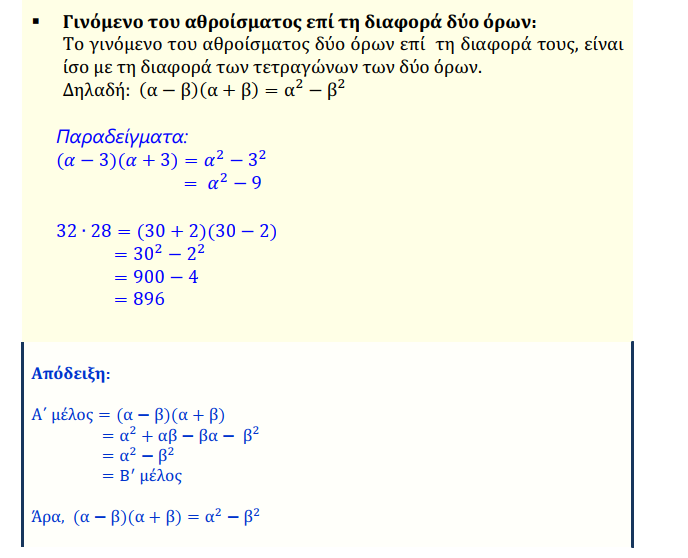 ▪ Γινόμενο του αθροίσματος επί τη διαφορά δύο όρων:
Το γινόμενο του αθροίσματος δύο όρων επί τη διαφορά τους, είναι
ίσο με τη διαφορά των τετραγώνων των δύο όρων.
Δηλαδή: (α − β)(α + β) = α² − β²
Παραδείγματα:
(α − 3)(α + 3) = α² − 3²
= α² − 9
32 · 28 = (30 + 2)(30 − 2)
= 30² − 2²
= 900 − 4
= 896
Απόδειξη:
Α′ μέλος = (α − β)(α + β)
= α² + αβ − βα − β²
= α² − β²
= Β′ μέλος
Άρα, (α − β)(α + β) = α² − β²